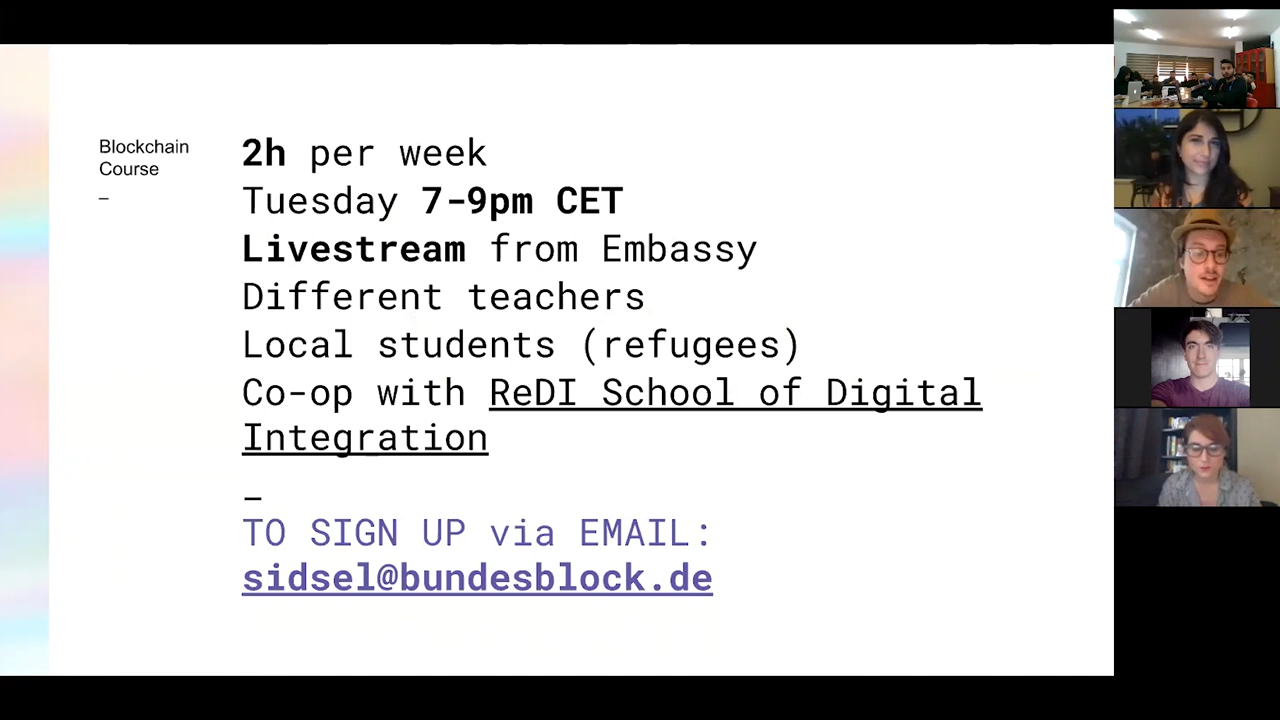 Blockchain
Course
–
2h per week
Tuesday 7-9pm CET
Livestream from Embassy
Different teachers
Local students (refugees)
Co-op with ReDI School of Digital
Integration
–
TO SIGN UP via EMAIL:
sidsel@bundesblock.de